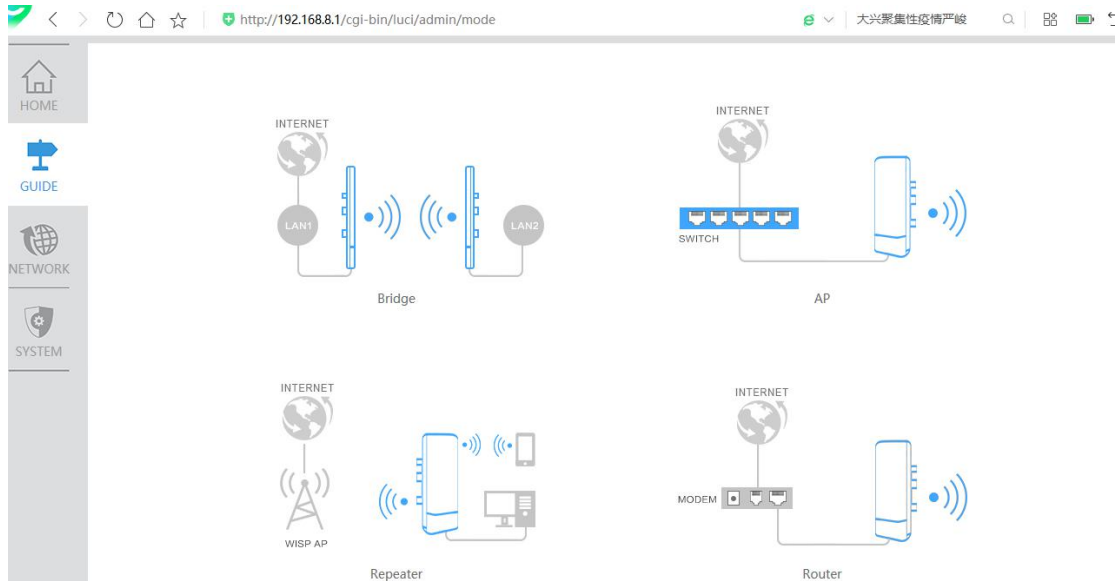 http://192.168.8.1/cgi-bin/luci/admin/mode
大兴聚集性疫情严峻
HOME
GUIDE
NETWORK
SYSTEM
INTERNET
LAN1
LAN2
Bridge
INTERNET
SWITCH
AP
INTERNET
WISP AP
Repeater
INTERNET
MODEM
Router